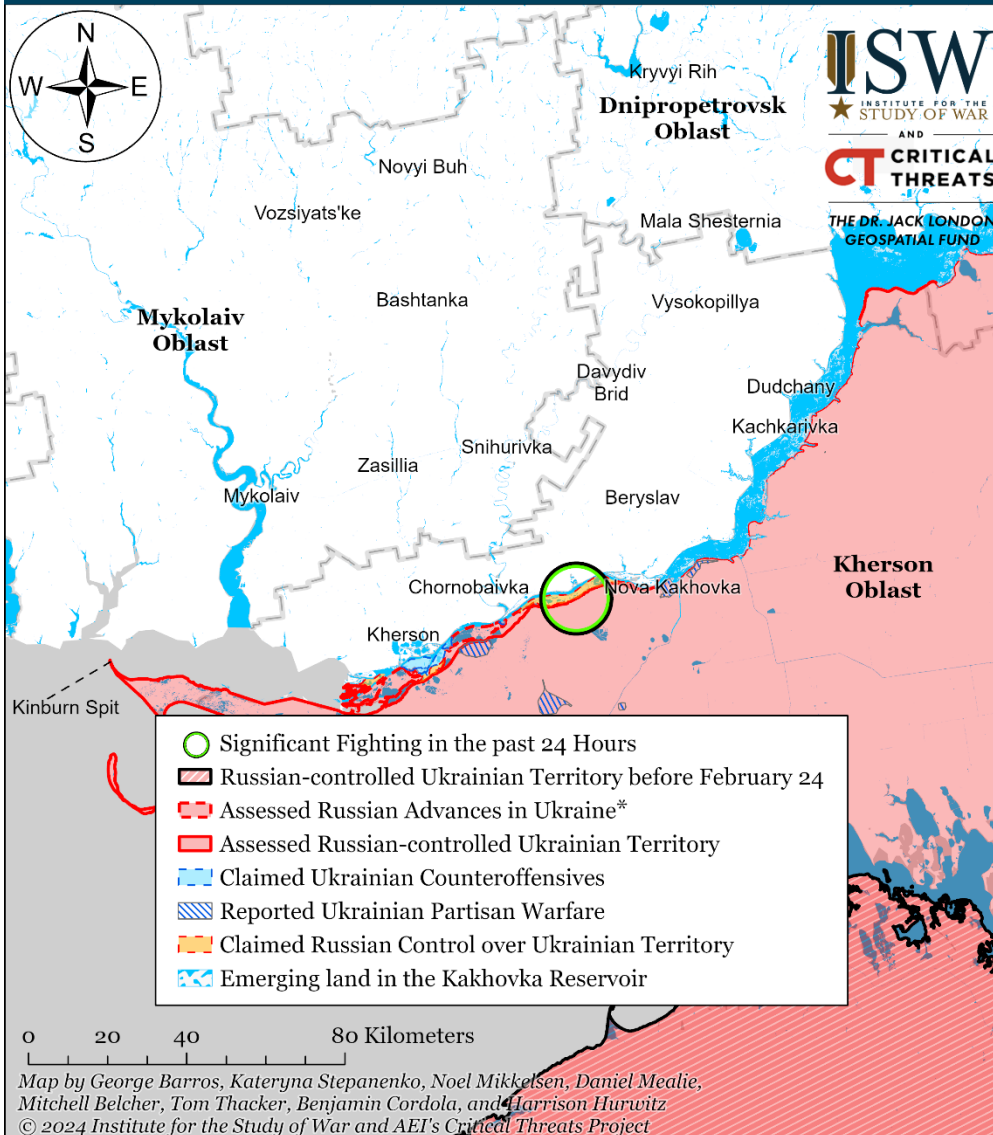 N
W
E
S
ISW
INSTITUTE FOR THE
STUDY OF WAR
AND
CT CRITICAL
THREATS
THE DR. JACK LONDON
GEOSPATIAL FUND
Kryvyi Rih
Dnipropetrovsk
Oblast
Novyi Buh
Vozsiyats'ke
Mala Shesternia
Bashtanka
Vysokopillya
Mykolaiv
Oblast
Davydiv
Brid
Dudchany
Kachkarivka
Snihurivka
Zasillia
Mykolaiv
Beryslav
Kherson
Oblast
Chornobaivka
Nova Kakhovka
Kherson
Kinburn Spit
Significant Fighting in the past 24 Hours
Russian-controlled Ukrainian Territory before February 24
Assessed Russian Advances in Ukraine*
Assessed Russian-controlled Ukrainian Territory
Claimed Ukrainian Counteroffensives
Reported Ukrainian Partisan Warfare
Claimed Russian Control over Ukrainian Territory
Emerging land in the Kakhovka Reservoir
0 20 40 80 Kilometers
Map by George Barros, Kateryna Stepanenko, Noel Mikkelsen, Daniel Mealie,
Mitchell Belcher, Tom Thacker, Benjamin Cordola, and Harrison Hurwitz
© 2024 Institute for the Study of War and AEI's Critical Threats Project